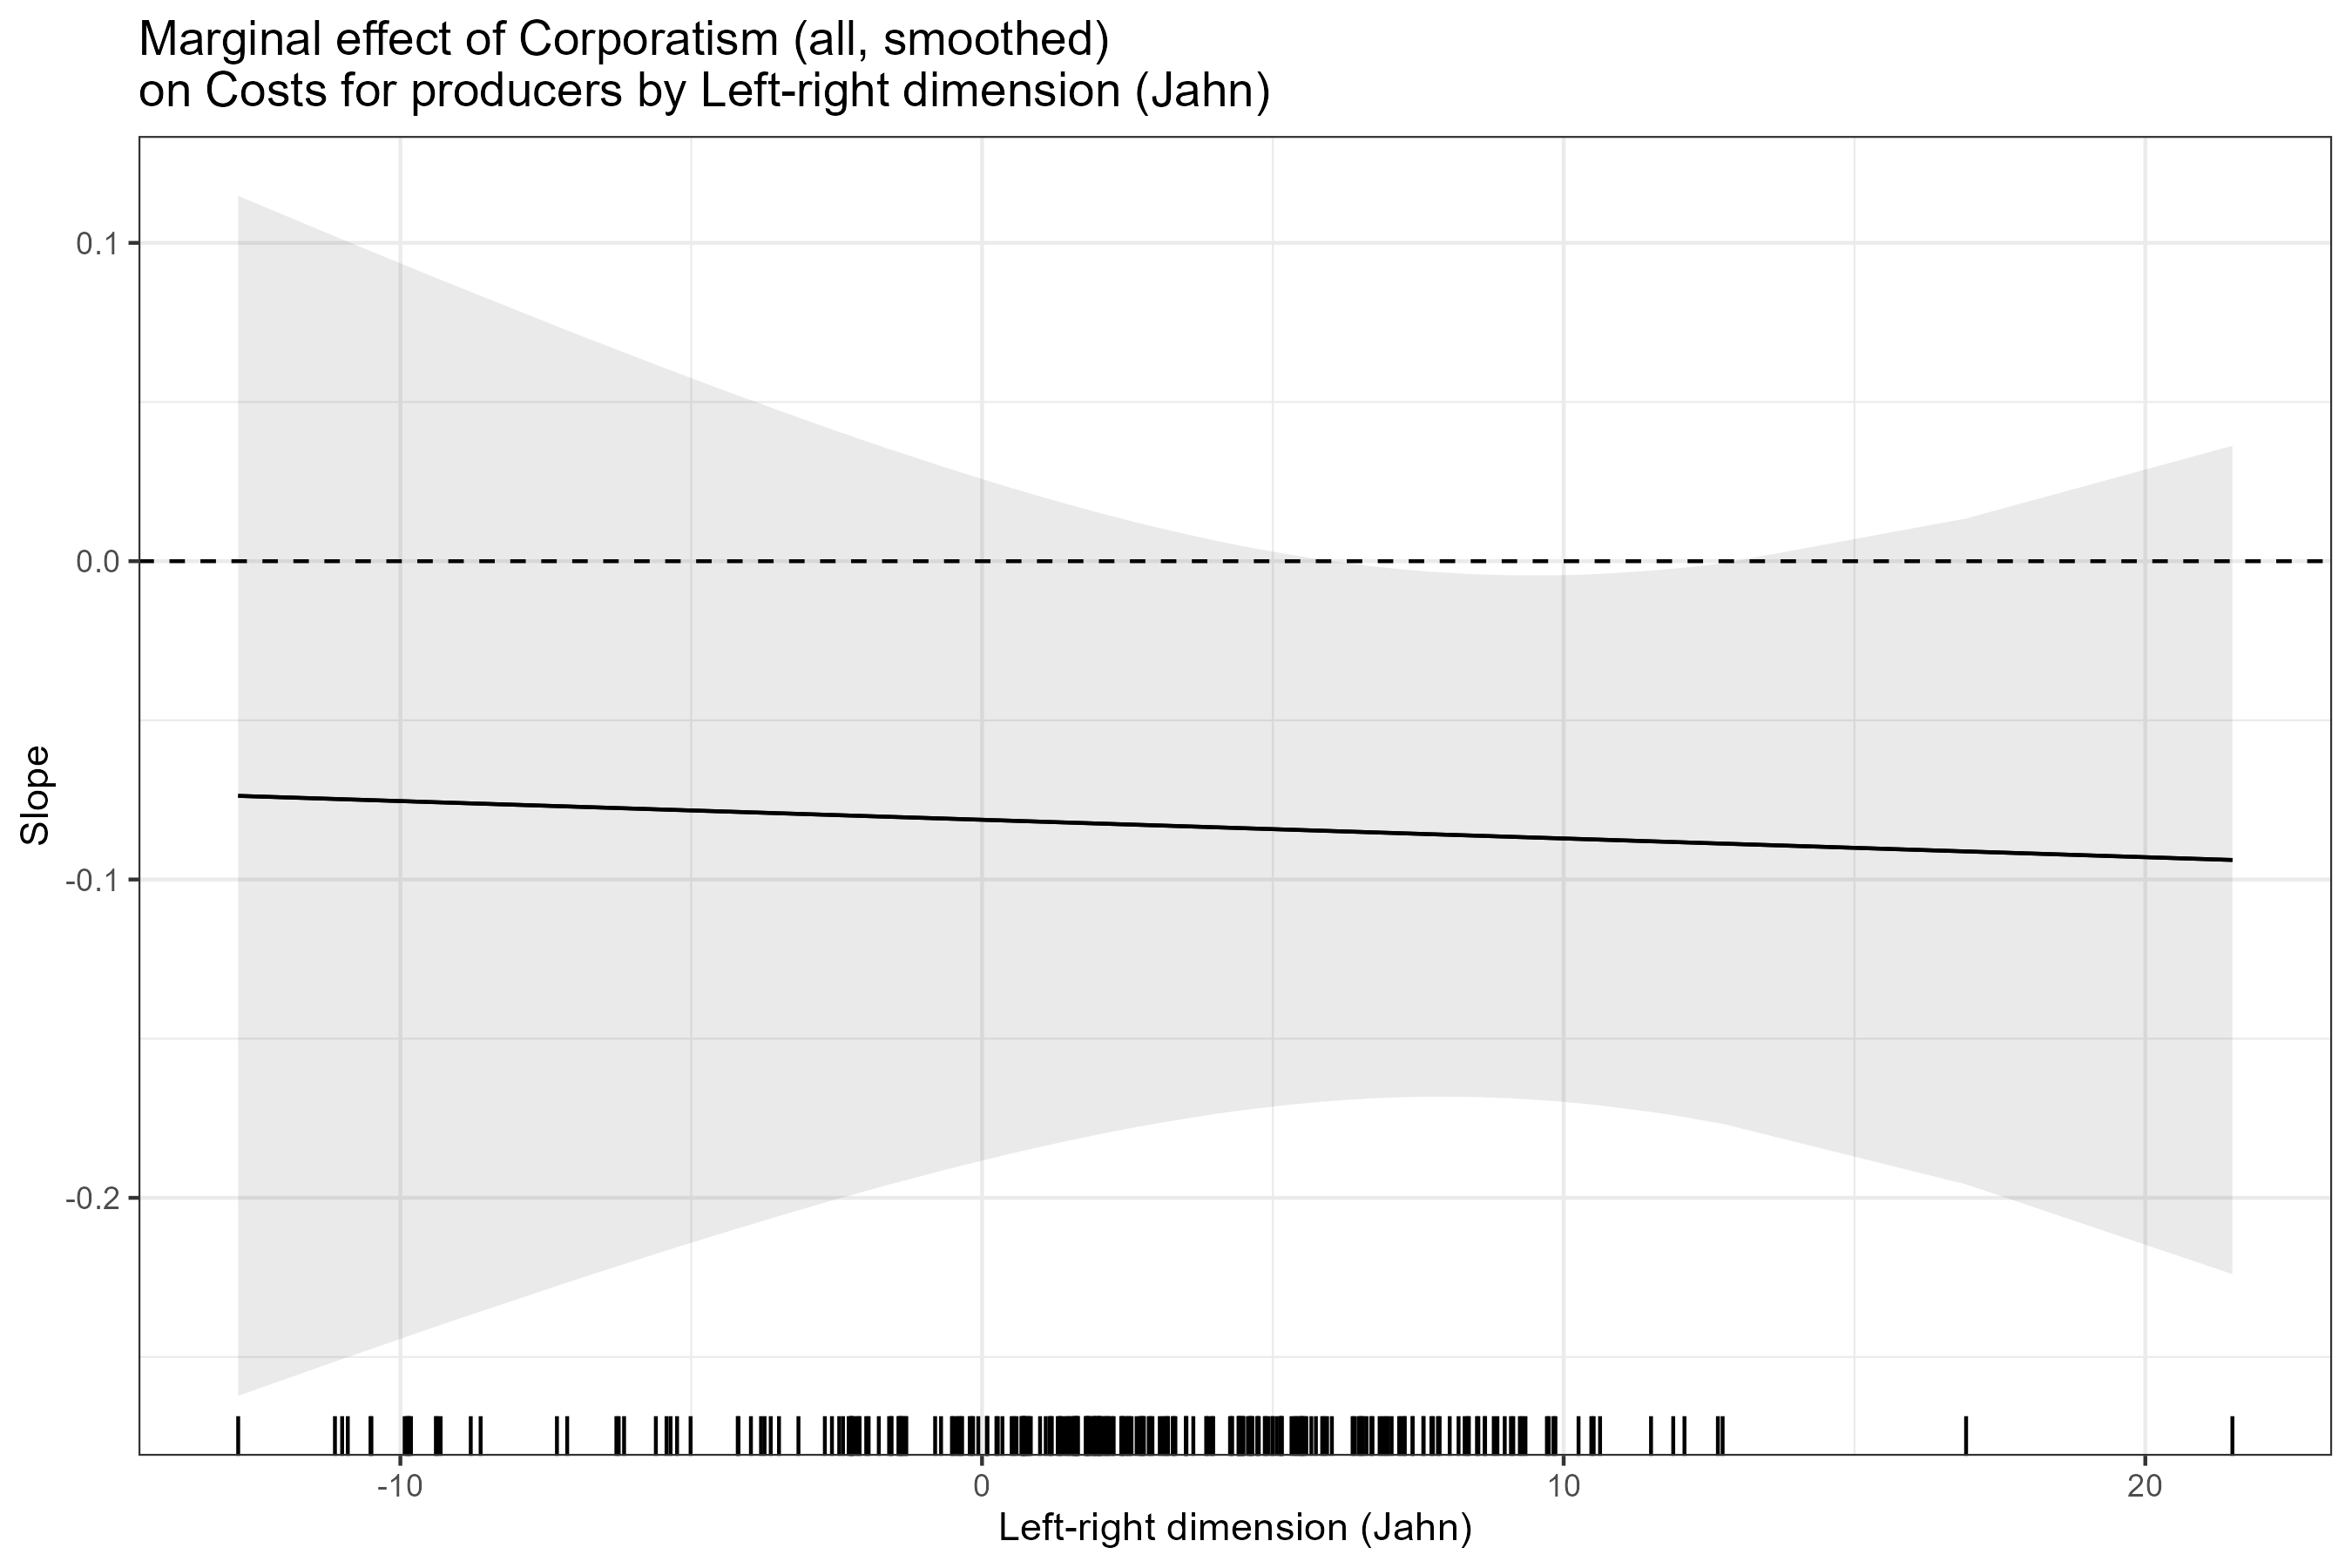 Marginal effect of Corporatism (all, smoothed)
on Costs for producers by Left-right dimension (Jahn)
0.1
0.0
-0.1
-0.2
Slope
-10
0
10
20
Left-right dimension (Jahn)